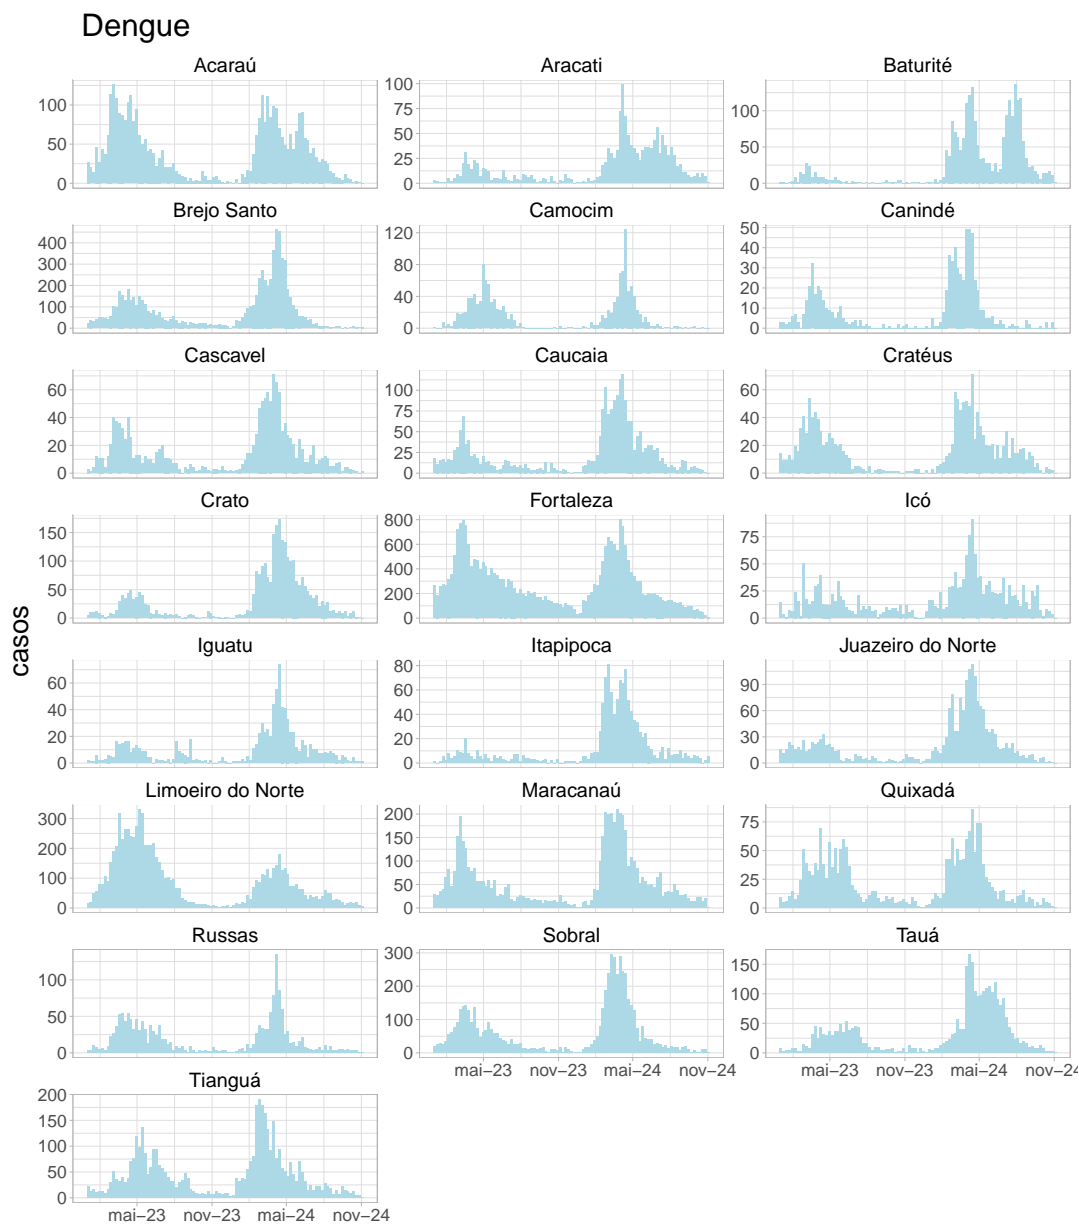 Dengue
Acaraú Aracati Baturité
100 50 0
100 75 50 25 0
100 50 0
Brejo Santo Camocim Canindé
400 300 200 100 0
120 80 40 0
50 40 30 20 10 0
Cascavel Caucaia Cratéus
60 40 20 0
100 75 50 25 0
60 40 20 0
Crato Fortaleza Icó
150 100 50 0
800 600 400 200 0
75 50 25 0
casos
Iguatu Itapipoca Juazeiro do Norte
60 40 20 0
80 60 40 20 0
90 60 30 0
Limoeiro do Norte Maracanaú Quixadá
300 200 100 0
200 150 100 50 0
75 50 25 0
Russas Sobral Tauá
100 50 0
300 200 100 0
150 100 50 0
mai−23 nov−23 mai−24 nov−24
mai−23 nov−23 mai−24 nov−24
Tianguá
200 150 100 50 0
mai−23 nov−23 mai−24 nov−24